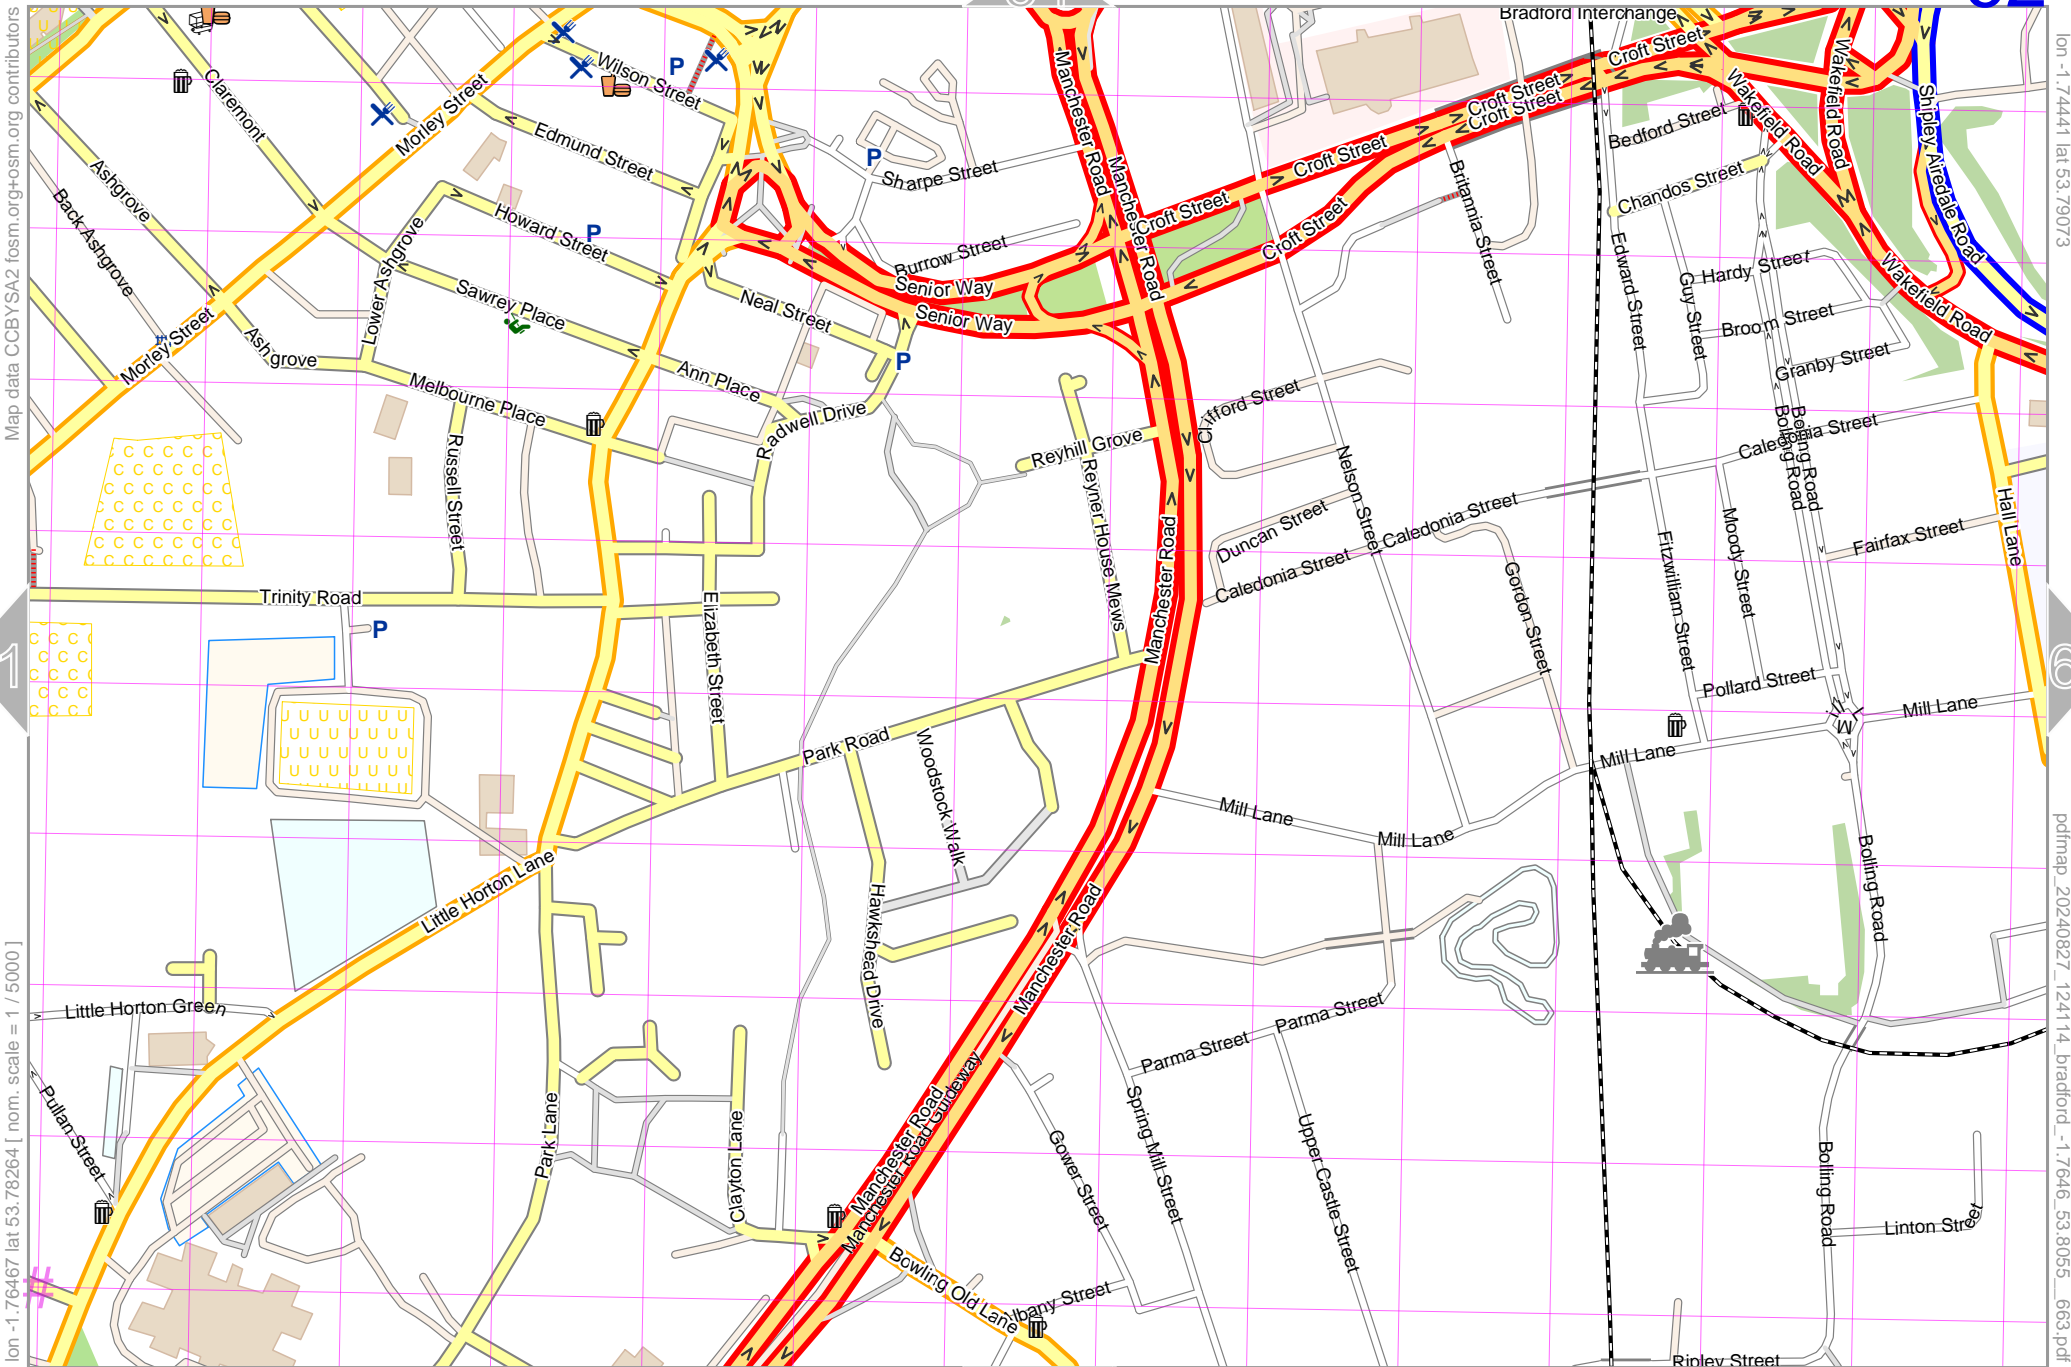 Bradford Interchange
Map data CCBYSA2 fosm.org+osm.org contributors
lon -1.76467 lat 53.78264 [ nom. scale = 1 / 5000 ]
lon -1.74441 lat 53.79073
pdfmap_20240827_124114_bradford_-1.7646_53.8055__663.pdf
1
6
Claremont
Morley Street
Wilson Street
Edmund Street
P
P
Sharpe Street
Manchester Road
Manchester Road
Manchester Road
Croft Street
Croft Street
Croft Street
Croft Street
Croft Street
Croft Street
Wakefield Road
Wakefield Road
Wakefield Road
Shipley Airedale Road
Bedford Street
Chandos Street
Britannia Street
Ashgrove
Back Ashgrove
Ashgrove
Morley Street
Lower Ashgrove
Howard Street
P
Sawrey Place
Neal Street
Burrow Street
Senior Way
Senior Way
P
Edward Street
Guy Street
Hardy Street
Broom Street
Granby Street
Melbourne Place
Ann Place
Radwell Drive
Russell Street
Reyhill Grove
Reyner House Mews
Clifford Street
Nelson Street
Duncan Street
Caledonia Street
Caledonia Street
Caledonia Street
Bolling Road
Bolling Road
Hall Lane
Fairfax Street
Moody Street
Fitzwilliam Street
Gordon Street
Manchester Road
Trinity Road
P
Elizabeth Street
Pollard Street
Mill Lane
Mill Lane
Mill Lane
Mill Lane
Park Road
Woodstock Walk
Hawkshead Drive
Little Horton Lane
Bolling Road
Manchester Road
Little Horton Green
Parma Street
Parma Street
Pullan Street
Park Lane
Clayton Lane
Manchester Road
Manchester Road Guideway
Gower Street
Spring Mill Street
Upper Castle Street
Bolling Road
Linton Street
Bowling Old Lane
lbany Street
Ripley Street
#